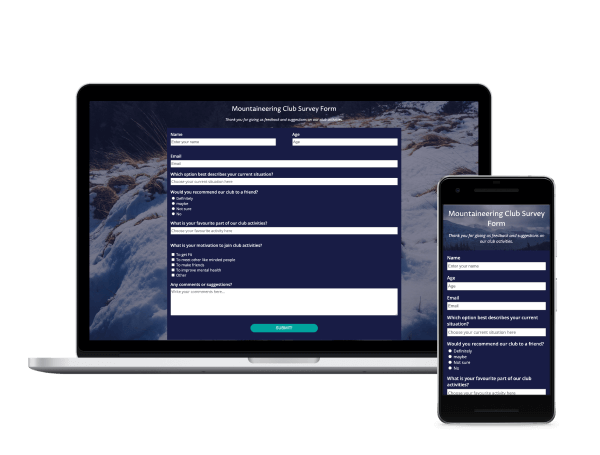 Mountaineering Club Survey Form
Thank you for giving us feedback and suggestions on our club activities.
Name Age
Enter your name Age
Email
Email
Which option best describes your current situation?
Choose your current situation here
Would you recommend our club to a friend?
Definitely
maybe
Not sure
No
What is your favourite part of our club activities?
Choose your favourite activity here
What is your motivation to join club activities?
To get Fit
To meet other like minded people
To make friends
To improve mental health
Other
Any comments or suggestions?
Write your commments here...
SUBMIT
Mountaineering Club Survey
Form
Thank you for giving us feedback and suggestions on
our club activities.
Name
Enter your name
Age
Age
Email
Email
Which option best describes your current
situation?
Choose your current situation here
Would you recommend our club to a friend?
Definitely
maybe
Not sure
No
What is your favourite part of our club
activities?
Choose your favourite activity here